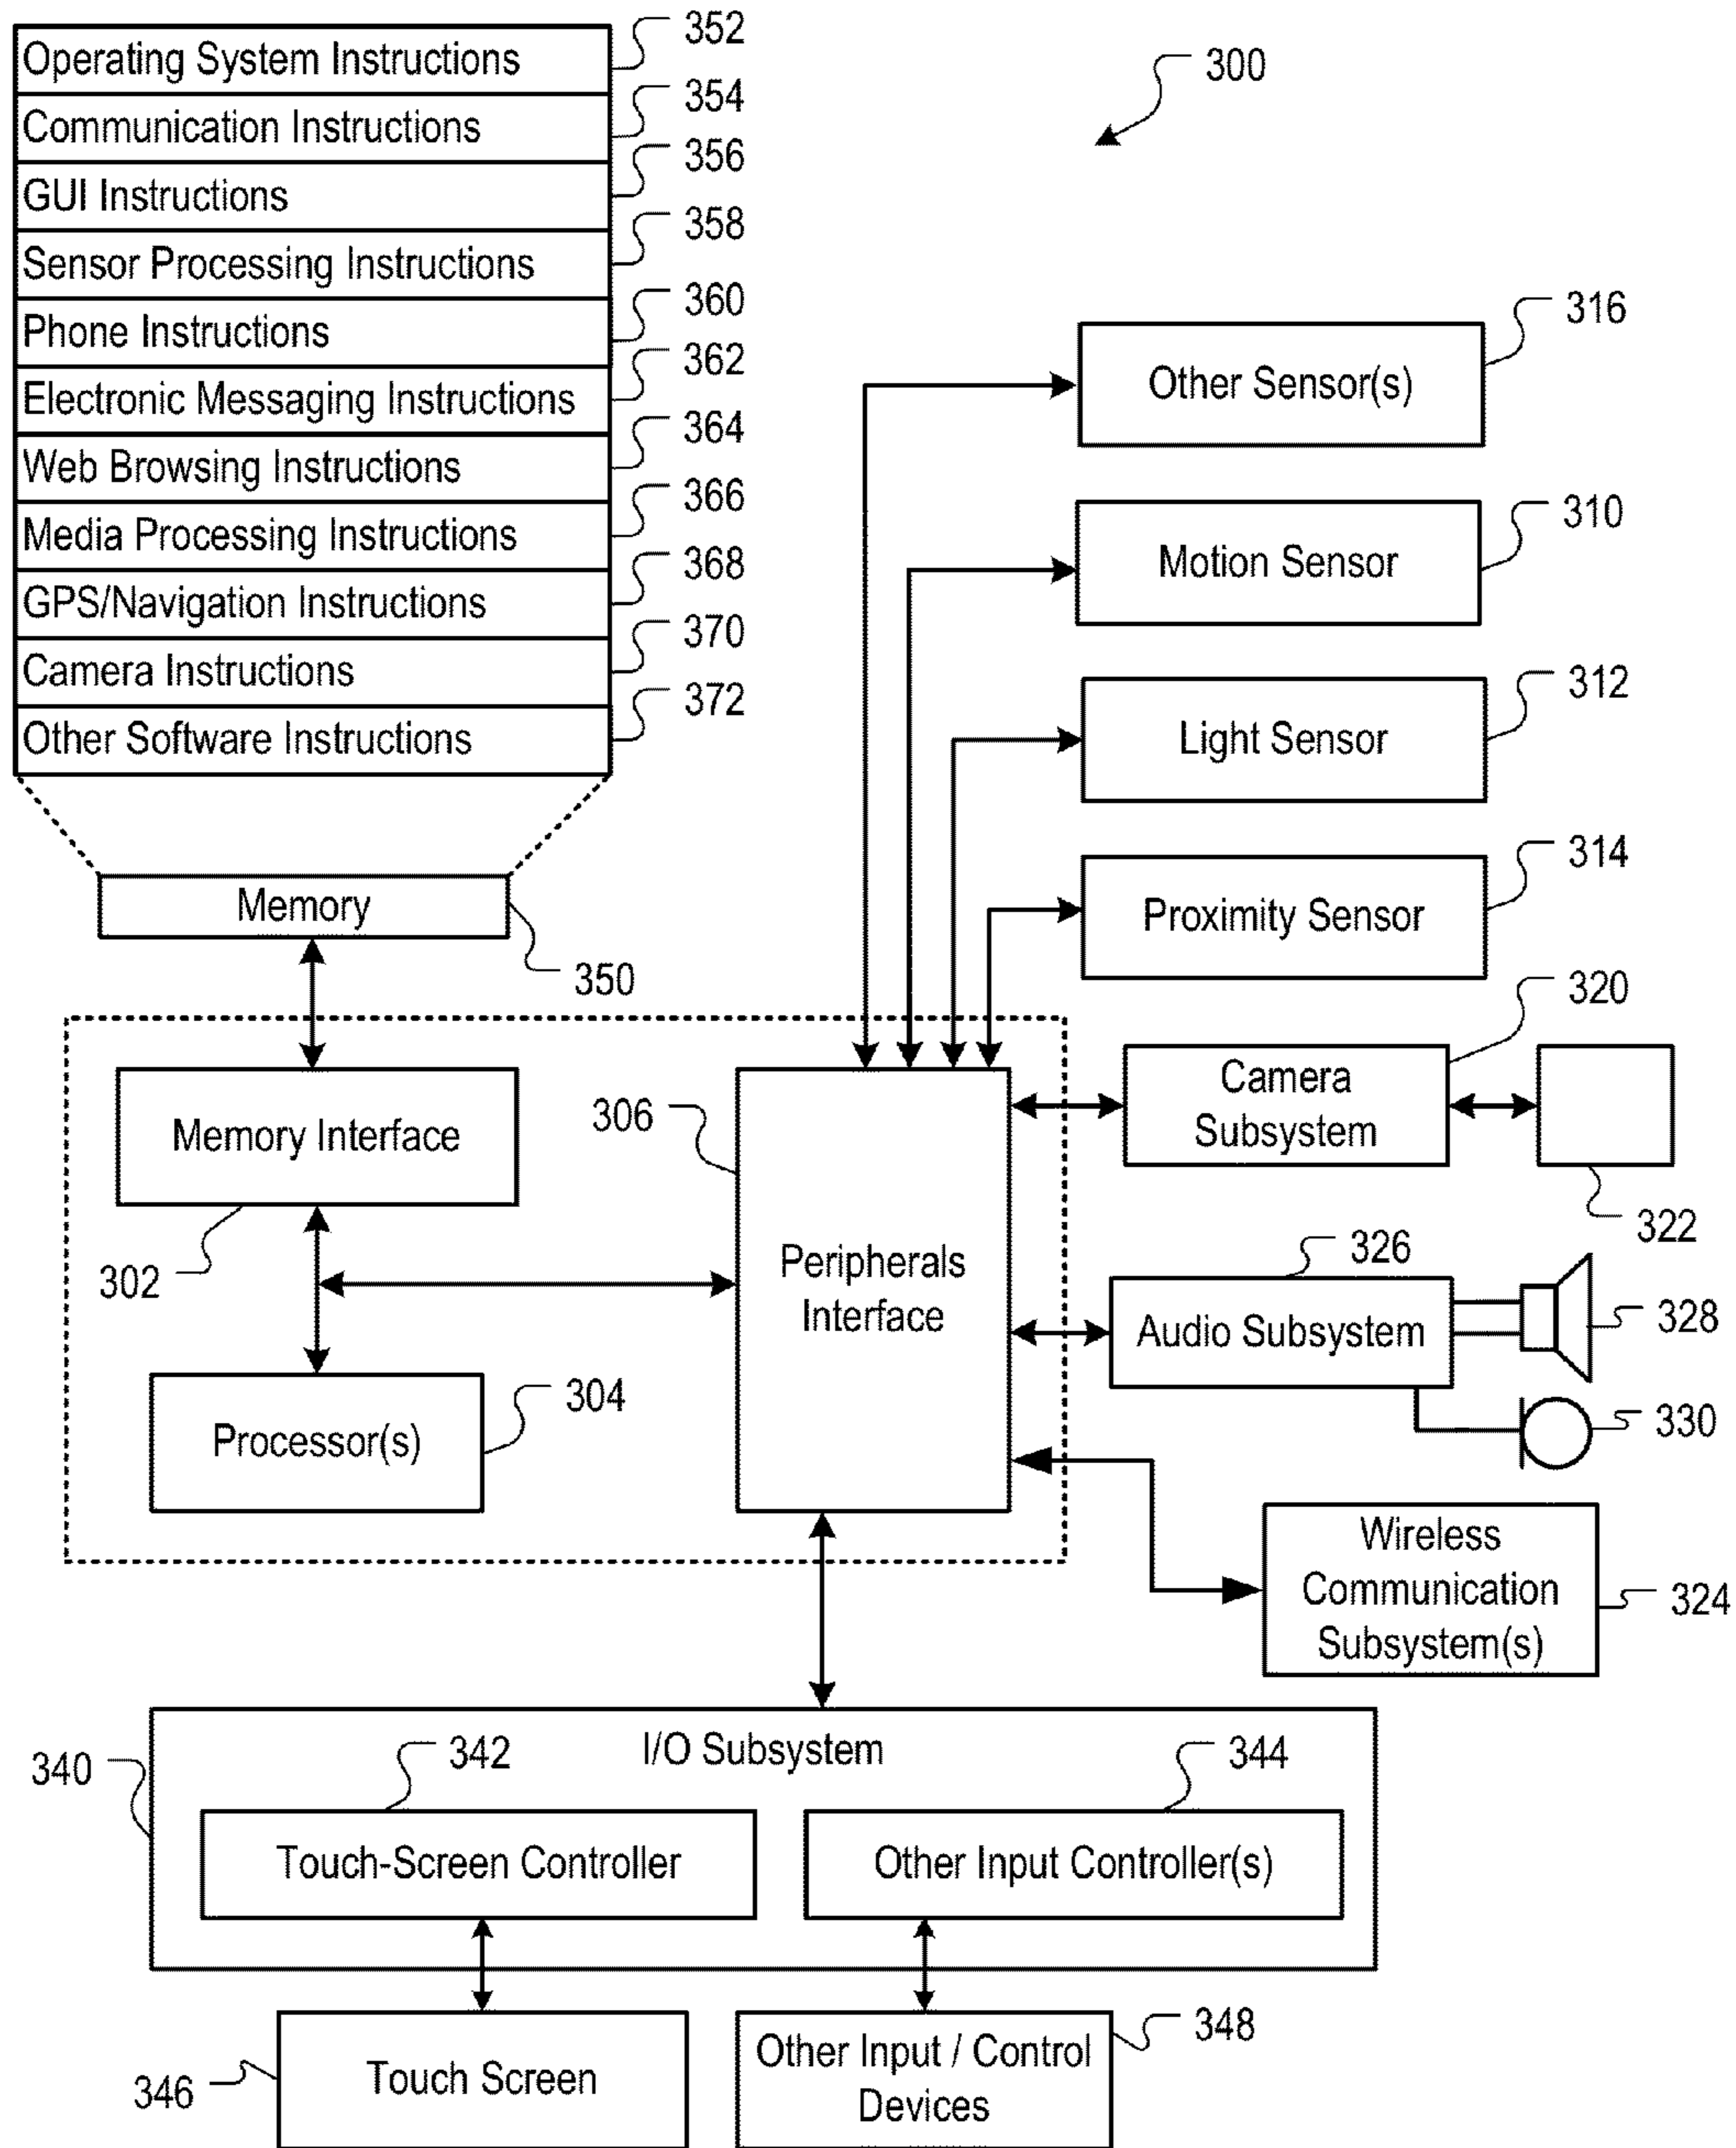 352
Operating System Instructions
300
354
Communication Instructions
356
GUI Instructions
358
Sensor Processing Instructions
360
Phone Instructions
362
Electronic Messaging Instructions
364
Web Browsing Instructions
366
Media Processing Instructions
368
GPS/Navigation Instructions
370
Camera Instructions
372
Other Software Instructions
Memory
350
316
Other Sensor(s)
310
Motion Sensor
312
Light Sensor
314
Proximity Sensor
320
Camera
Subsystem
322
Memory Interface
302
306
Peripherals
Interface
326
Audio Subsystem
328
330
304
Processor(s)
Wireless
Communication
Subsystem(s)
324
I/O Subsystem
340
342
344
Touch-Screen Controller
Other Input Controller(s)
346
Touch Screen
348
Other Input / Control
Devices